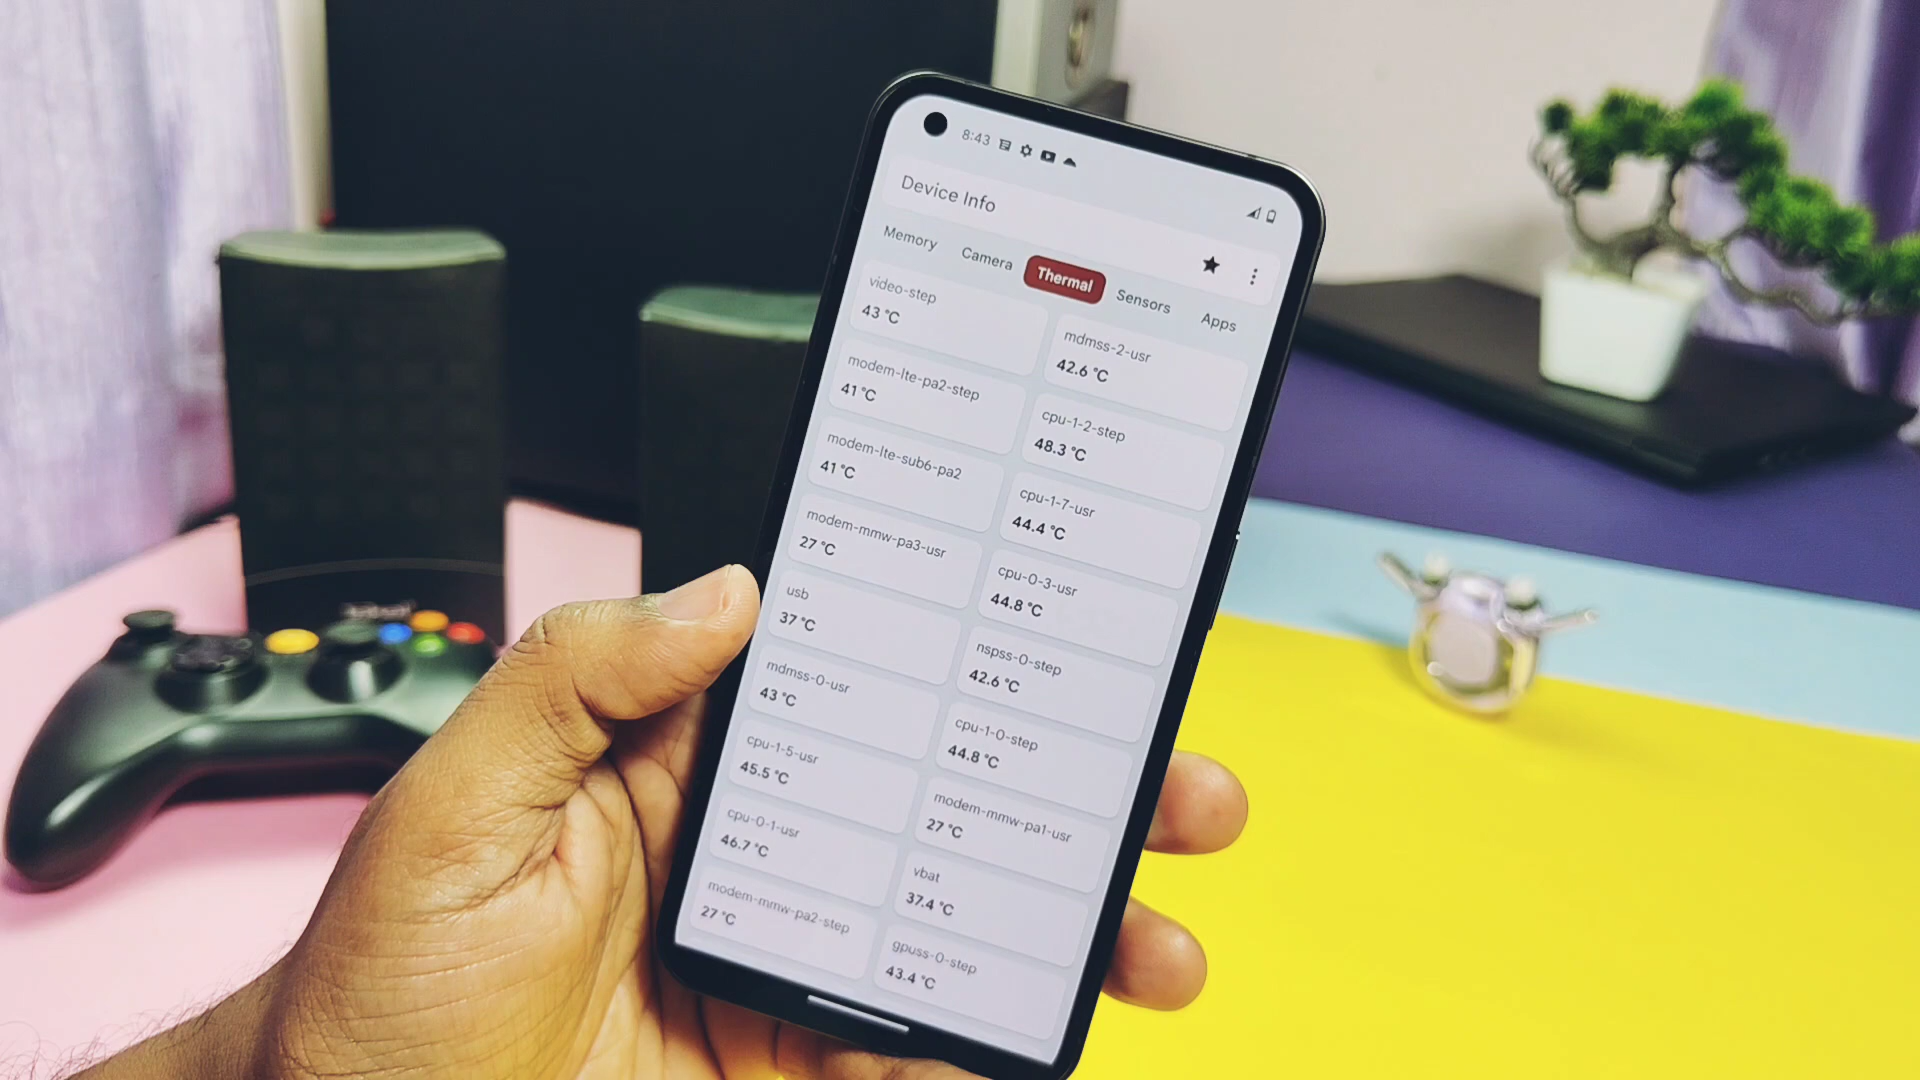 8:43
Device Info
Memory Camera Thermal Sensors Apps
video-step
43 °C
mdmss-2-usr
42.6 °C
modem-lte-pa2-step
41 °C
cpu-1-2-step
48.3 °C
modem-lte-sub6-pa2
41 °C
cpu-1-7-usr
44.4 °C
modem-mmw-pa3-usr
27 °C
cpu-0-3-usr
44.8 °C
usb
37 °C
nspss-0-step
42.6 °C
mdmss-0-usr
43 °C
cpu-1-0-step
44.8 °C
cpu-1-5-usr
45.5 °C
modem-mmw-pa1-usr
27 °C
cpu-0-1-usr
46.7 °C
vbat
37.4 °C
modem-mmw-pa2-step
27 °C
gpuss-0-step
43.4 °C